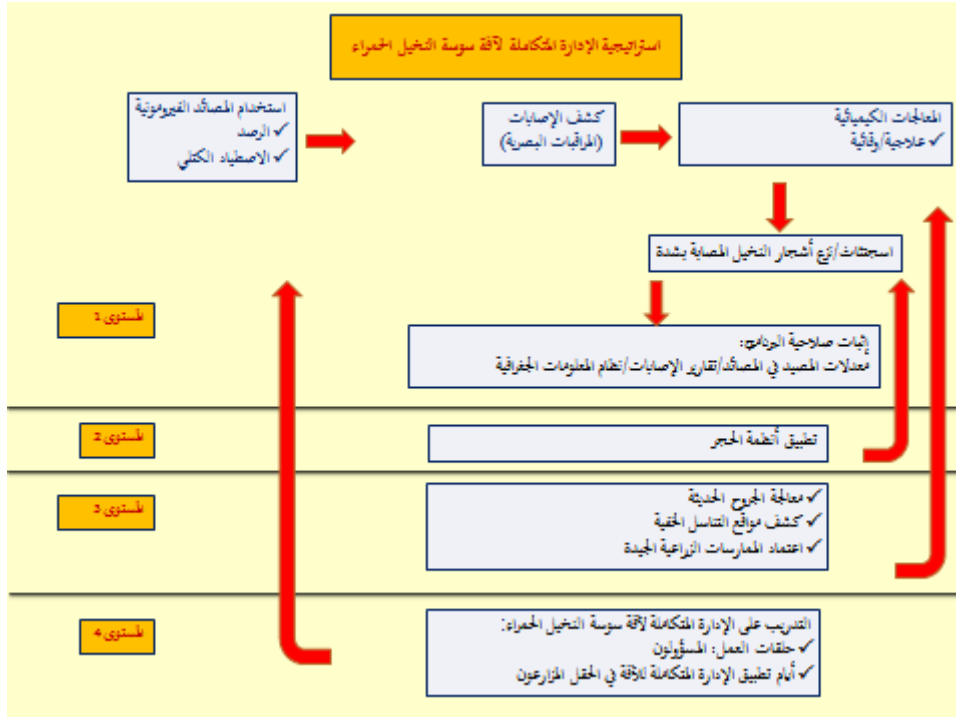 استراتيجية الإدارة المتكاملة لآفة سوسة النخيل الحمراء
استخدام المصائد الفيرمونية
✓ الرصد
✓ الاصطياد الكتلي
كشف الإصابات
(المراقبات البصرية)
المعالجات الكيميائية
✓ علاجية/وقائية
اسجتثات/نزع أشجار النخيل المصابة بشدة
المستوى 1
إثبات صلاحية البرنامج:
معدلات المصيد في المصائد/تقارير الإصابات/نظام المعلومات الجغرافية
المستوى 2
تطبيق أنظمة الحجر
المستوى 3
✓ معالجة الجروح الحديثة
✓ كشف مواقع التناسل الخفية
✓ اعتماد الممارسات الزراعية الجيدة
المستوى 4
التدريب على الإدارة المتكاملة لآفة سوسة النخيل الحمراء:
✓ حلقات العمل: المسؤولون
✓ أيام تطبيق الإدارة المتكاملة للآفة في الحقل المزارعون